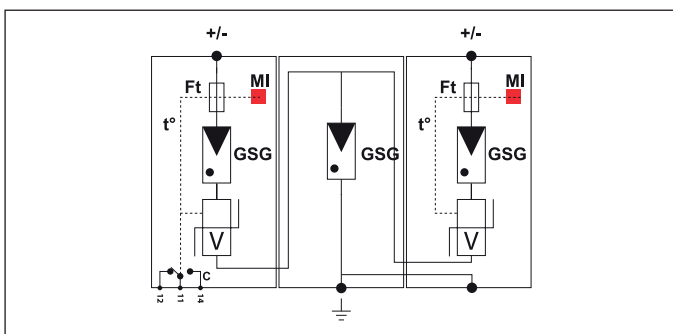 +/- +/-
Ft MI Ft MI
t° t°
GSG GSG GSG
V V
C
12 11 14